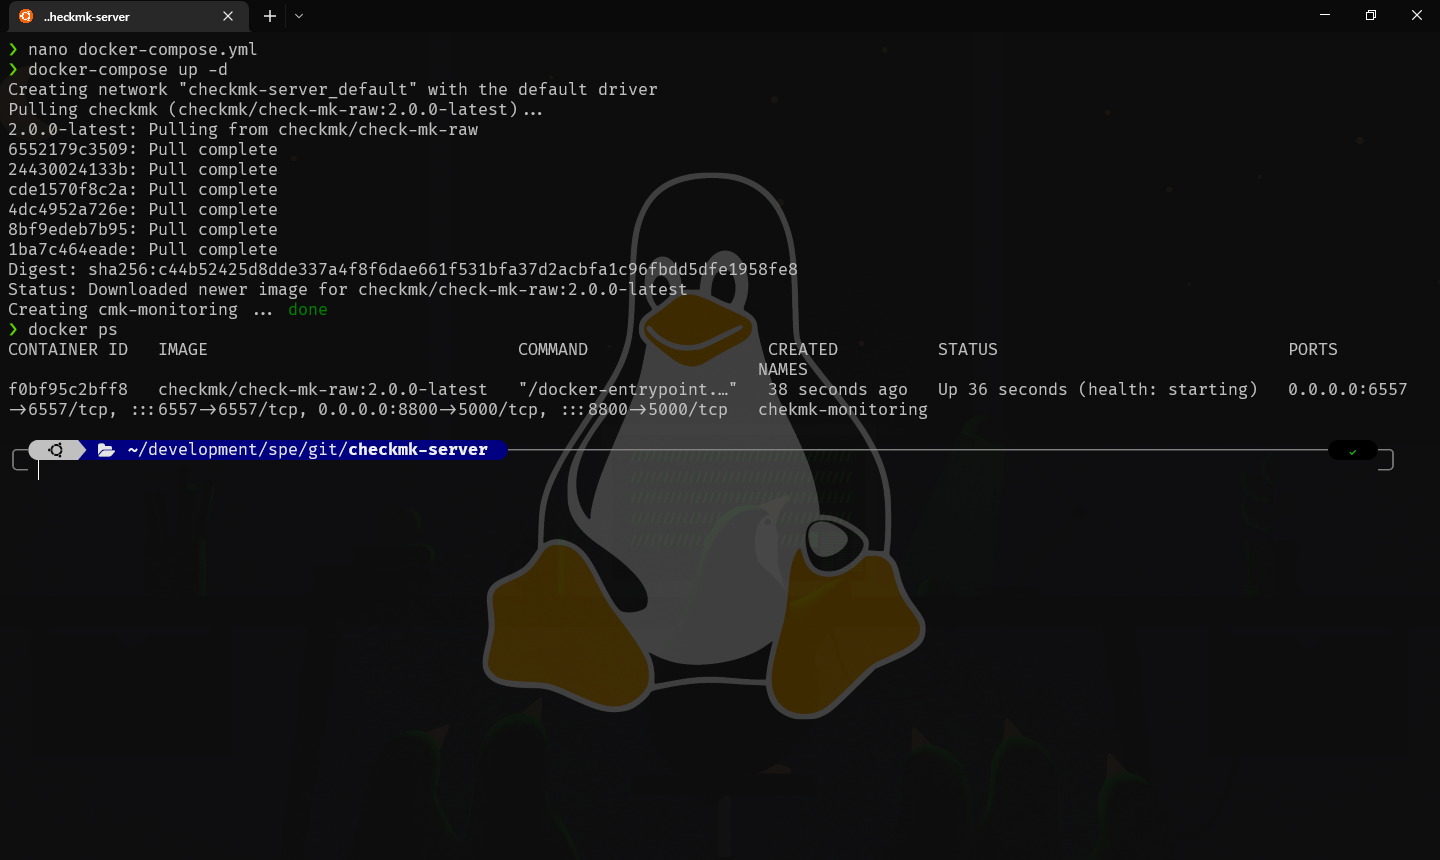 ..heckmk-server
❯ nano docker-compose.yml
❯ docker-compose up -d
Creating network "checkmk-server_default" with the default driver
Pulling checkmk (checkmk/check-mk-raw:2.0.0-latest)...
2.0.0-latest: Pulling from checkmk/check-mk-raw
6552179c3509: Pull complete
24430024133b: Pull complete
cde1570f8c2a: Pull complete
4dc4952a726e: Pull complete
8bf9edeb7b95: Pull complete
1ba7c464eade: Pull complete
Digest: sha256:c44b52425d8dde337a4f8f6dae661f531bfa37d2acbfa1c96fbdd5dfe1958fe8
Status: Downloaded newer image for checkmk/check-mk-raw:2.0.0-latest
Creating cmk-monitoring ... done
❯ docker ps
CONTAINER ID   IMAGE                               COMMAND                  CREATED          STATUS                             PORTS
NAMES
f0bf95c2bff8   checkmk/check-mk-raw:2.0.0-latest   "/docker-entrypoint.…"   38 seconds ago   Up 36 seconds (health: starting)   0.0.0.0:6557
->6557/tcp, :::6557->6557/tcp, 0.0.0.0:8800->5000/tcp, :::8800->5000/tcp   chekmk-monitoring
~/development/spe/git/checkmk-server